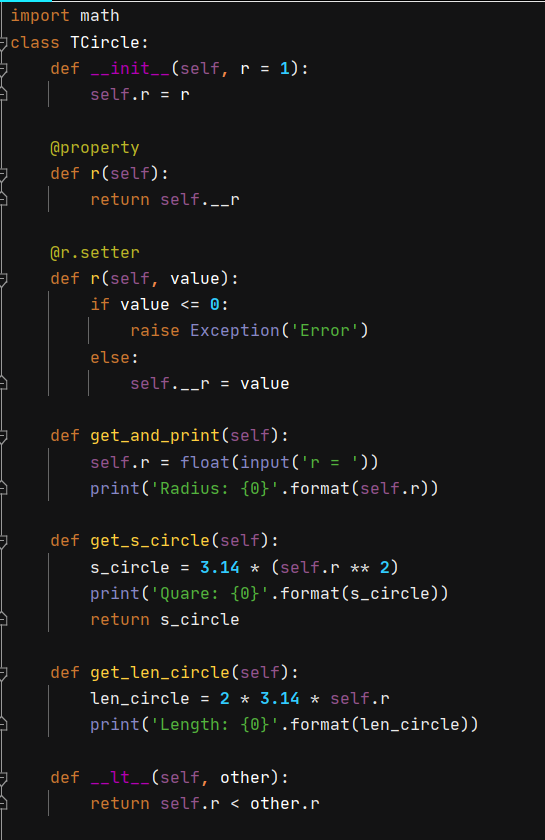 import math
class TCircle:
    def __init__(self, r = 1):
        self.r = r

    @property
    def r(self):
        return self.__r

    @r.setter
    def r(self, value):
        if value <= 0:
            raise Exception('Error')
        else:
            self.__r = value

    def get_and_print(self):
        self.r = float(input('r = '))
        print('Radius: {0}'.format(self.r))

    def get_s_circle(self):
        s_circle = 3.14 * (self.r ** 2)
        print('Quare: {0}'.format(s_circle))
        return s_circle

    def get_len_circle(self):
        len_circle = 2 * 3.14 * self.r
        print('Length: {0}'.format(len_circle))

    def __lt__(self, other):
        return self.r < other.r